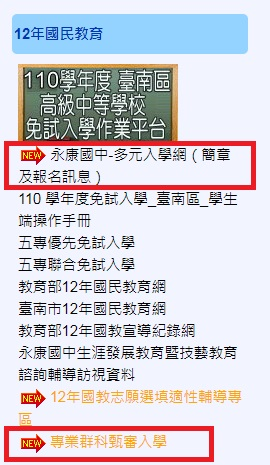 12年國民教育
110學年度 臺南區
高級中等學校
免試入學作業平台
NEW 永康國中-多元入學網（簡章
及報名訊息）
110 學年度免試入學_臺南區_學生
端操作手冊
五專優先免試入學
五專聯合免試入學
教育部12年國民教育網
臺南市12年國民教育網
教育部12年國教宣導紀錄網
永康國中生涯發展教育暨技藝教育
諮詢輔導訪視資料
NEW 12年國教志願選填適性輔導專
區
NEW 專業群科甄審入學